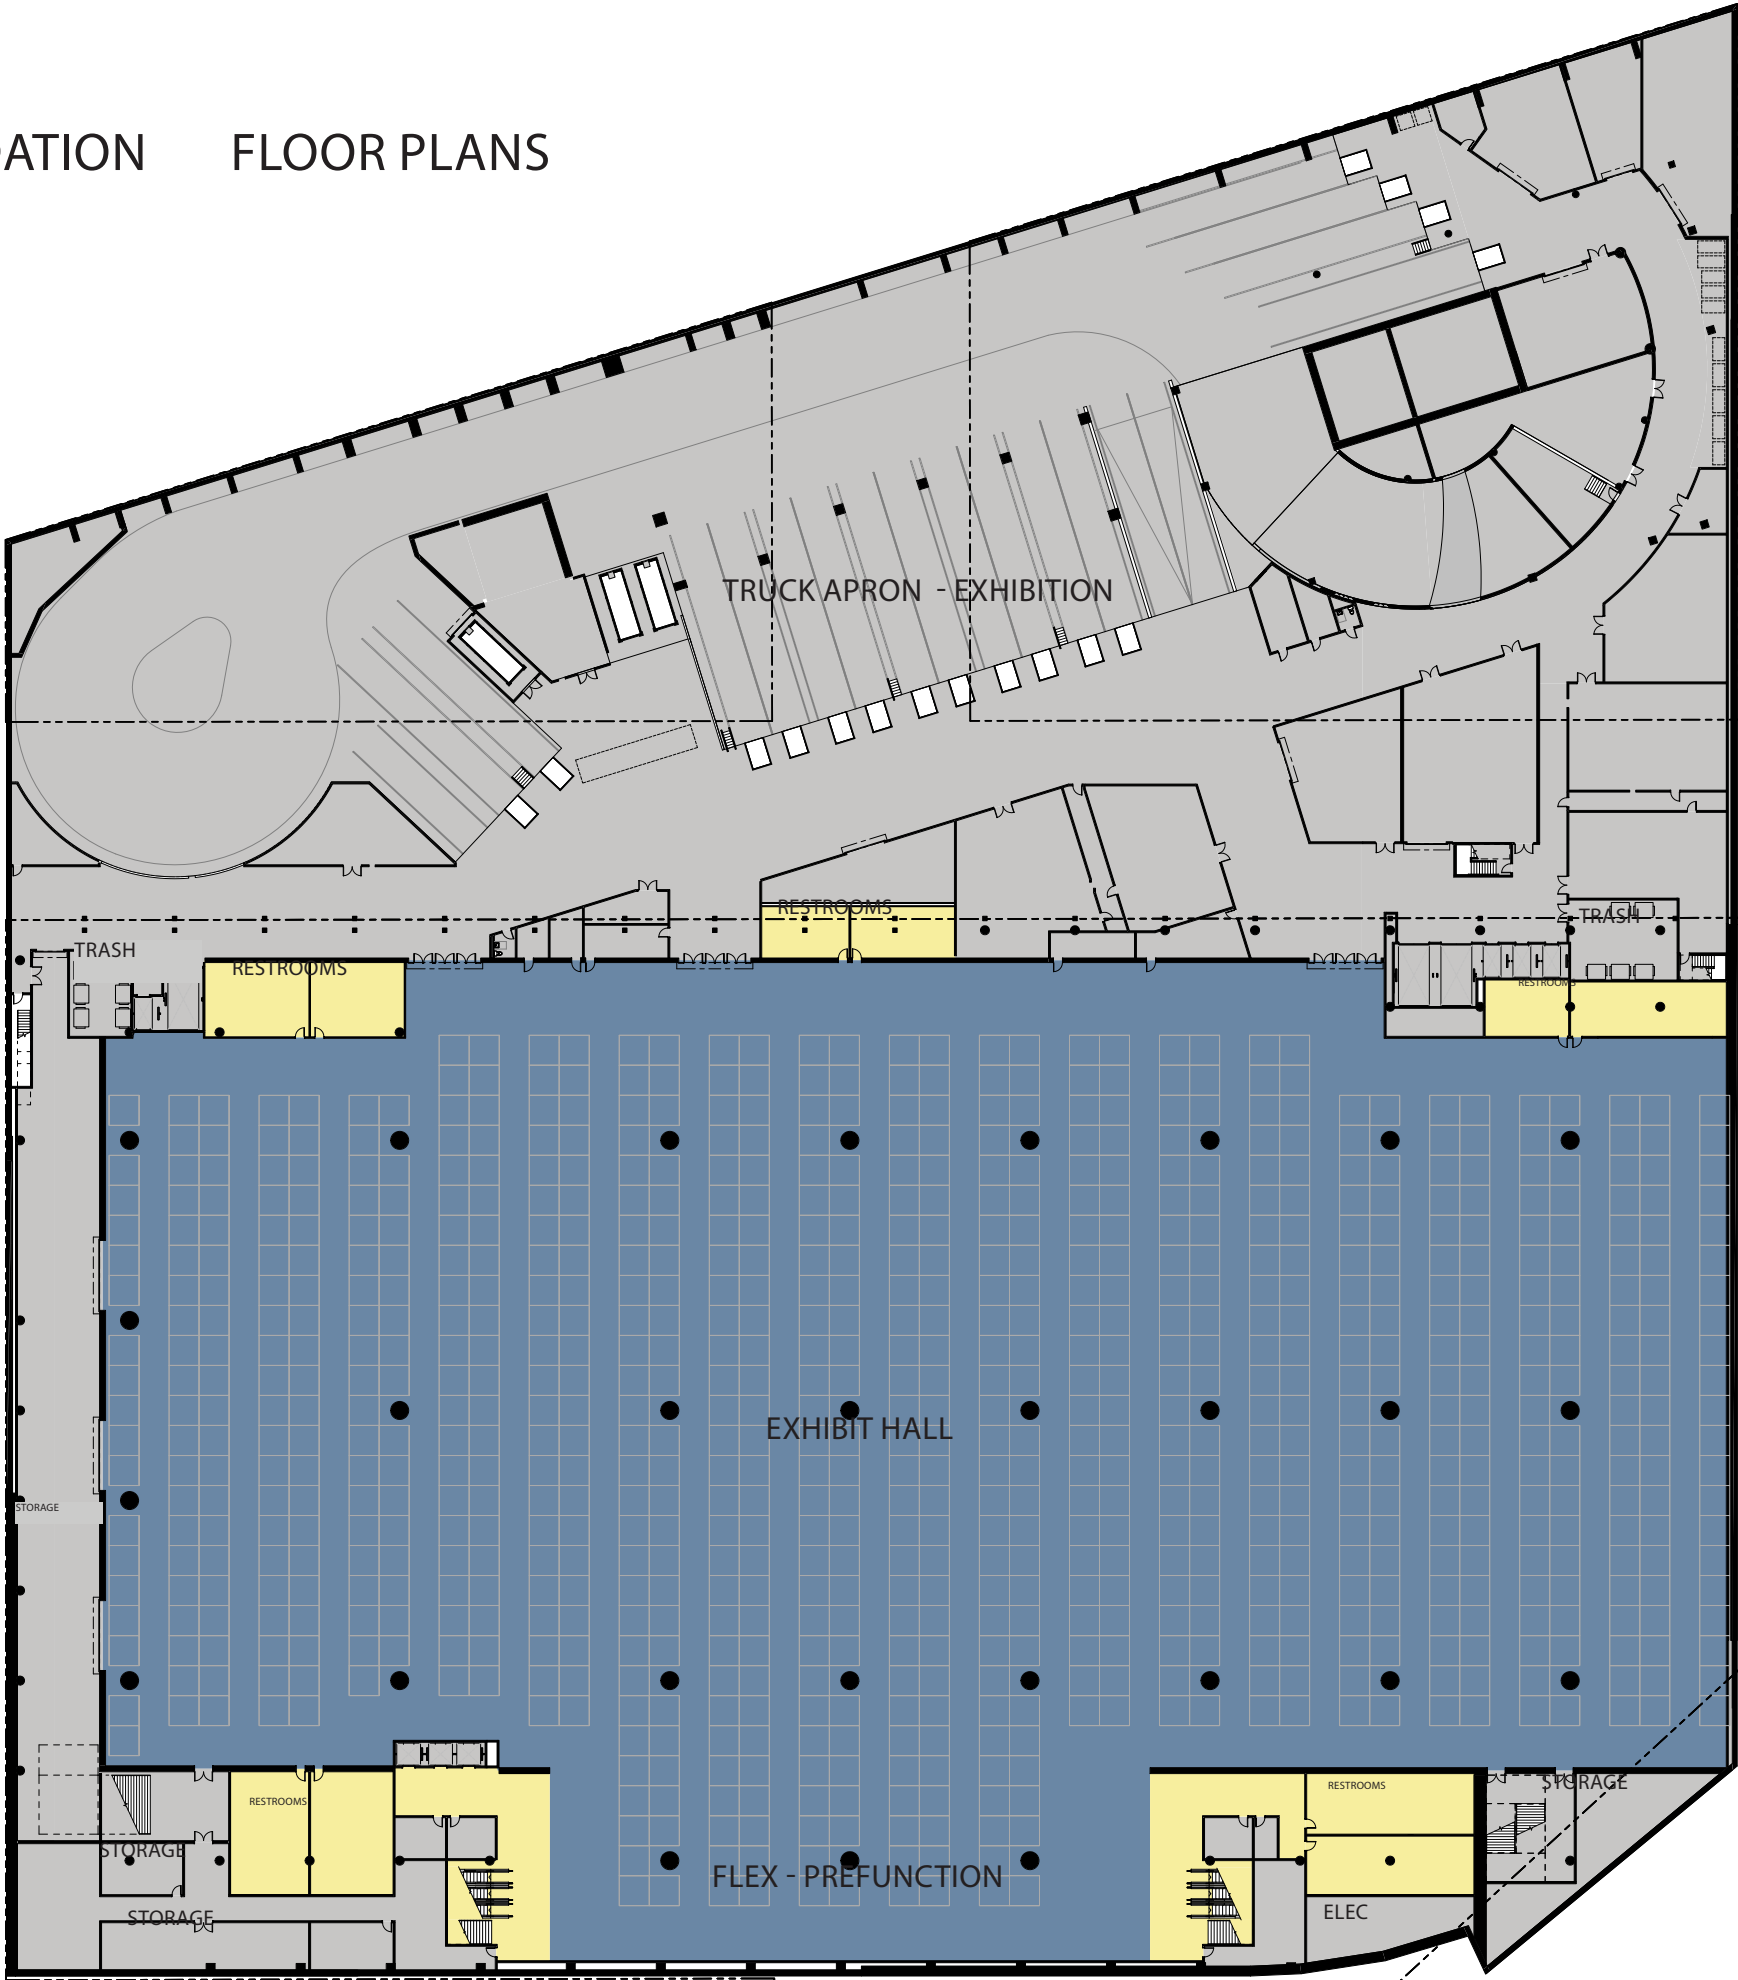 ATION FLOOR PLANS
TRUCK APRON - EXHIBITION
RESTROOMS
TRASH
TRASH
RESTROOMS
RESTROOMS
EXHIBIT HALL
STORAGE
STORAGE
RESTROOMS
RESTROOMS
STORAGE
FLEX - PREFUNCTION
STORAGE
ELEC